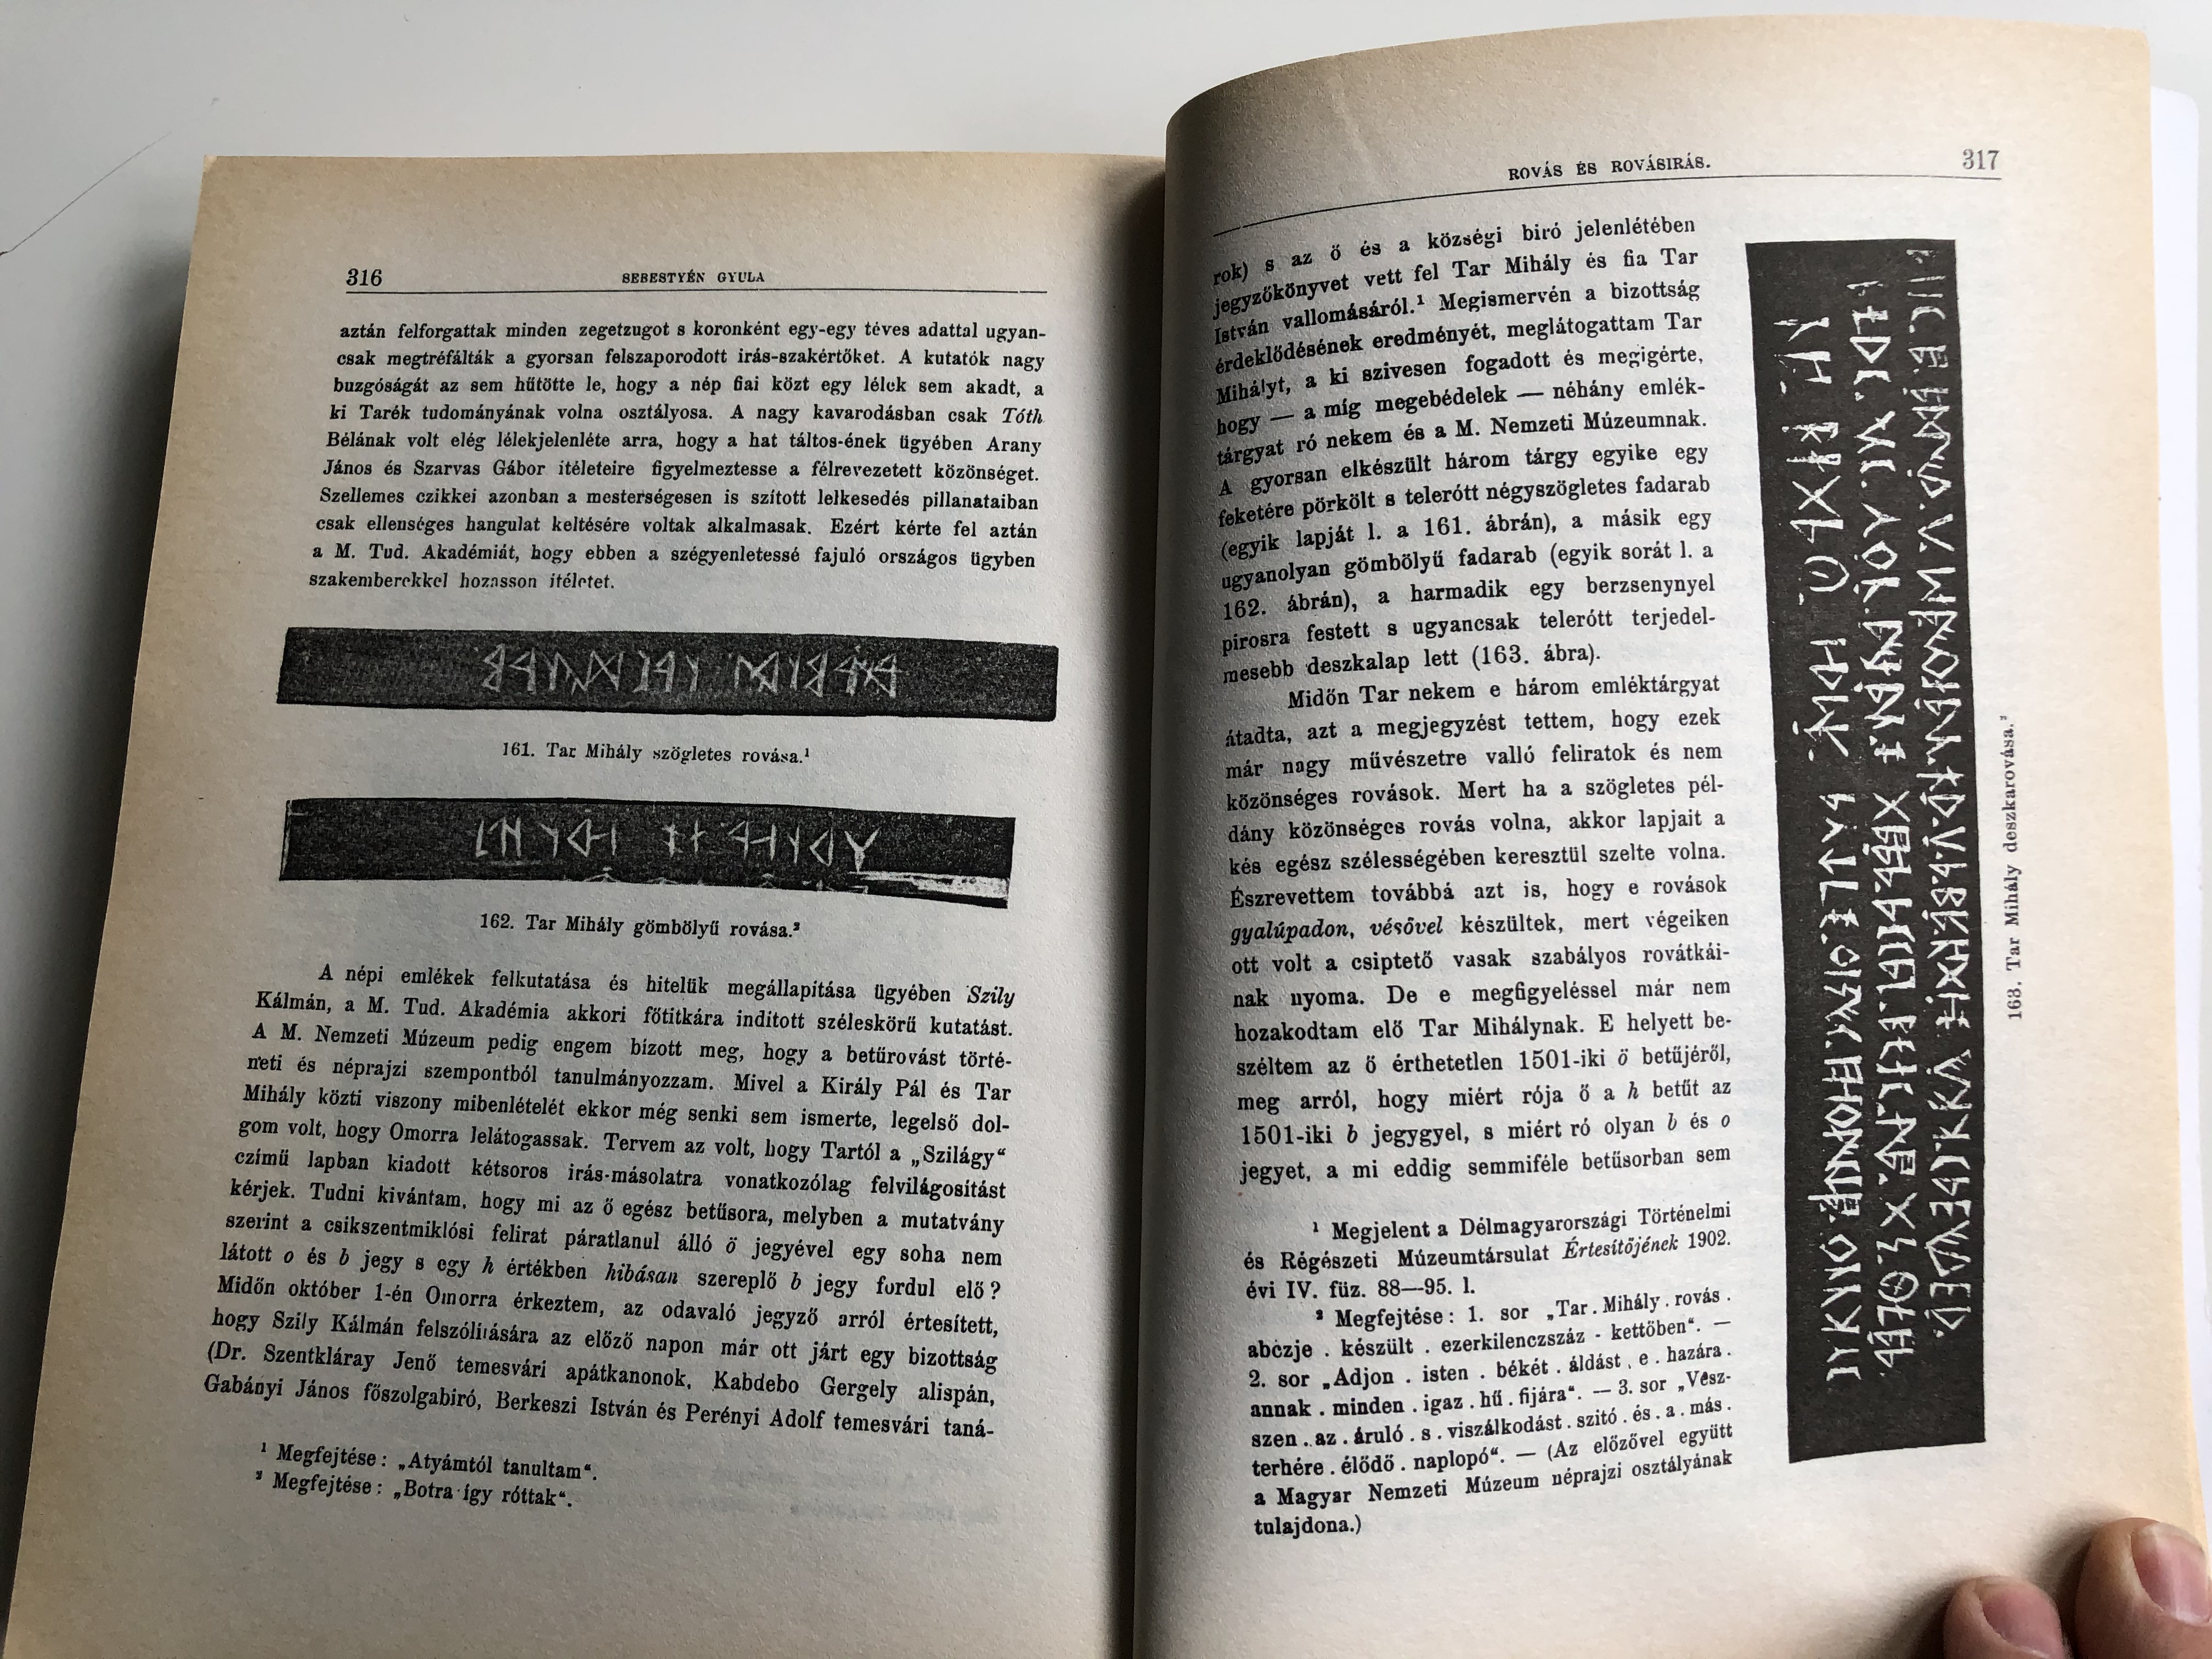 316
SEBESTYÉN GYULA
aztán felforgattak minden zegetzugot s koronként egy-egy téves adattal ugyan-
csak megtréfálták a gyorsan felszaporodott irás-szakértőket. A kutatók nagy
buzgóságát az sem hűtötte le, hogy a nép fiai közt egy lélek sem akadt, a
ki Tarék tudományának volna osztályosa. A nagy kavarodásban csak Tóth
Bélának volt elég lélekjelenléte arra, hogy a hat táltos-ének ügyében Arany
János és Szarvas Gábor itéleteire figyelmeztesse a félrevezetett közönséget.
Szellemes czikkei azonban a mesterségesen is szított lelkesedés pillanataiban
csak ellenséges hangulat keltésére voltak alkalmasak. Ezért kérte fel aztán
a M. Tud. Akadémiát, hogy ebben a szégyenletessé fajuló országos ügyben
szakemberekkel hozasson itéletet.
161. Tar Mihály szögletes rovása.¹
162. Tar Mihály gömbölyű rovása.²
A népi emlékek felkutatása és hitelük megállapitása ügyében Szily
Kálmán, a M. Tud. Akadémia akkori főtitkára inditott széleskörű kutatást.
A M. Nemzeti Múzeum pedig engem bízott meg, hogy a betűrovást törté-
neti és néprajzi szempontból tanulmányozzam. Mivel a Király Pál és Tar
Mihály közti viszony mibenlételét ekkor még senki sem ismerte, legelső dol-
gom volt, hogy Omorra lelátogassak. Tervem az volt, hogy Tartól a „Szilágy“
czímű lapban kiadott kétsoros irás-másolatra vonatkozólag felvilágosítást
kérjek. Tudni kivántam, hogy mi az ő egész betűsora, melyben a mutatvány
szerint a csikszentmiklósi felirat páratlanul álló ö jegyével egy soha nem
látott o és b jegy s egy h értékben hibásan szereplő b jegy fordul elő?
Midőn október 1-én Omorra érkeztem, az odavaló jegyző arról értesített,
hogy Szily Kálmán felszólitására az előző napon már ott járt egy bizottság
(Dr. Szentkláray Jenő temesvári apátkanonok, Kabdebo Gergely alispán,
Gabányi János főszolgabiró, Berkeszi István és Perényi Adolf temesvári taná-
¹ Megfejtése: „Atyámtól tanultam“.
² Megfejtése: „Botra így róttak“.
ROVÁS ÉS ROVÁSIRÁS.
317
rok) s az ő és a községi biró jelenlétében
jegyzőkönyvet vett fel Tar Mihály és fia Tar
István vallomásáról.¹ Megismervén a bizottság
érdeklődésének eredményét, meglátogattam Tar
Mihályt, a ki szivesen fogadott és megigérte,
hogy — a míg megebédelek — néhány emlék-
tárgyat ró nekem és a M. Nemzeti Múzeumnak.
A gyorsan elkészült három tárgy egyike egy
feketére pörkölt s telerótt négyszögletes fadarab
(egyik lapját l. a 161. ábrán), a másik egy
ugyanolyan gömbölyű fadarab (egyik sorát l. a
162. ábrán), a harmadik egy berzsenynyel
pirosra festett s ugyancsak telerótt terjedel-
mesebb deszkalap lett (163. ábra).
Midőn Tar nekem e három emléktárgyat
átadta, azt a megjegyzést tettem, hogy ezek
már nagy művészetre valló feliratok és nem
közönséges rovások. Mert ha a szögletes pél-
dány közönséges rovás volna, akkor lapjait a
kés egész szélességében keresztül szelte volna.
Észrevettem továbbá azt is, hogy e rovások
gyalúpadon, vésővel készültek, mert végeiken
ott volt a csiptető vasak szabályos rovátkái-
nak nyoma. De e megfigyeléssel már nem
hozakodtam elő Tar Mihálynak. E helyett be-
széltem az ő érthetetlen 1501-iki ö betűjéről,
meg arról, hogy miért rója ő a h betűt az
1501-iki b jegygyel, s miért ró olyan b és o
jegyet, a mi eddig semmiféle betűsorban sem
¹ Megjelent a Délmagyarországi Történelmi
és Régészeti Múzeumtársulat Értesítőjének 1902.
évi IV. füz. 88—95. l.
² Megfejtése: 1. sor „Tar . Mihály . rovás .
abczje . készült . ezerkilenczszáz - kettőben“. —
2. sor „Adjon . isten . békét . áldást . e . hazára .
annak . minden . igaz . hű . fijára“. — 3. sor „Vesz-
szen . az . áruló . s . viszálkodást . szitó . és . a . más .
terhére . élődő . naplopó“. — (Az előzővel együtt
a Magyar Nemzeti Múzeum néprajzi osztályának
tulajdona.)
163. Tar Mihály deszkarovása.²